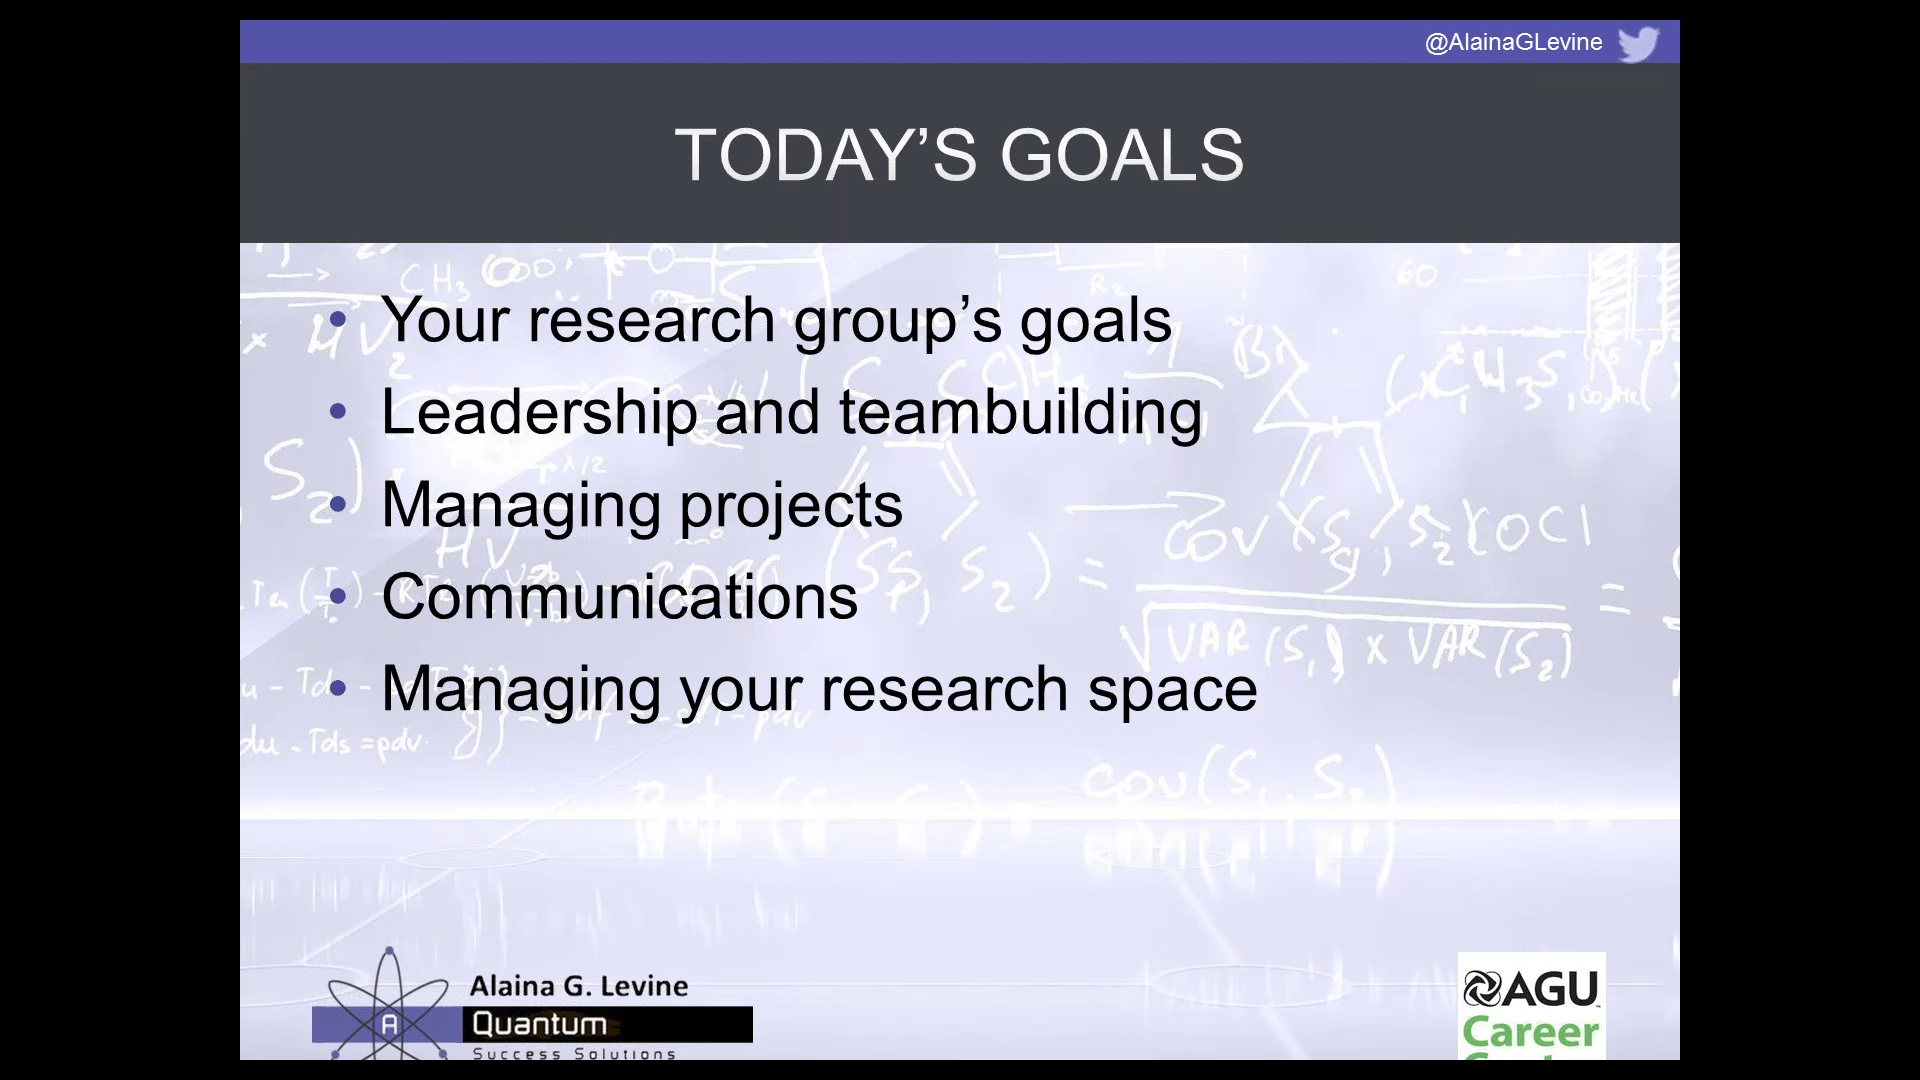 @AlainaGLevine
TODAY’S GOALS
• Your research group’s goals
• Leadership and teambuilding
• Managing projects
• Communications
• Managing your research space
Alaina G. Levine
A
Quantum
Success Solutions
AGU
Career